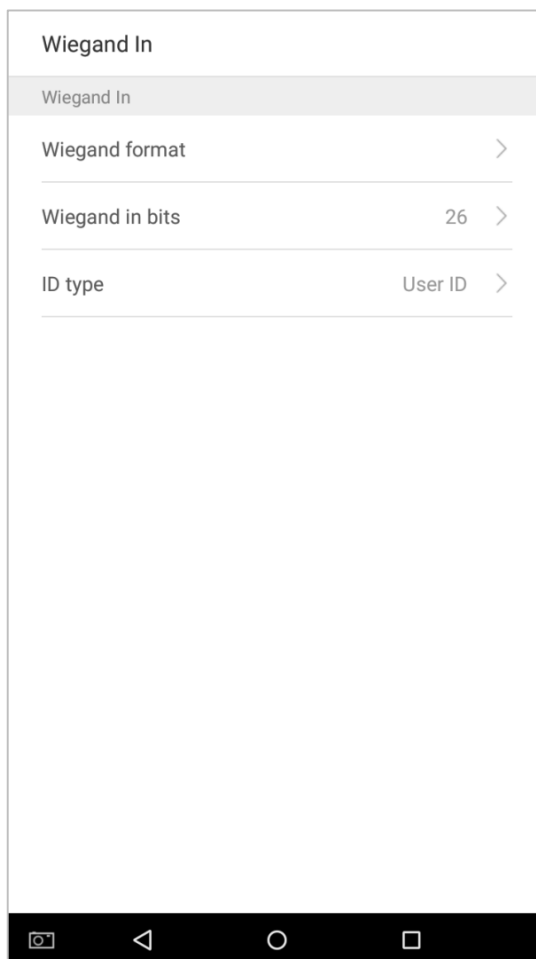 Wiegand In
Wiegand In
Wiegand format
Wiegand in bits 26
ID type User ID